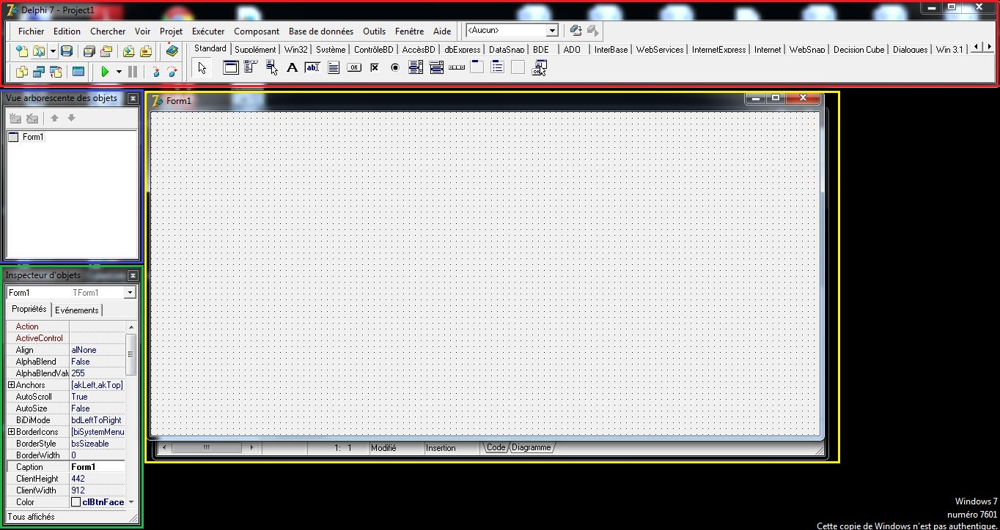 Delphi 7 - Project1
Fichier Edition Chercher Voir Projet Exécuter Composant Base de données Outils Fenêtre Aide <Aucun>
Standard Supplément Win32 Système ContrôleBD AccèsBD dbExpress DataSnap BDE ADO InterBase WebServices InternetExpress Internet WebSnap Decision Cube Dialogues Win 3.1
Vue arborescente des objets
Form1
Form1
Inspecteur d'objets
Form1 TForm1
Propriétés Evénements
Action
ActiveControl
Align alNone
AlphaBlend False
AlphaBlendValu 255
Anchors [akLeft,akTop]
AutoScroll True
AutoSize False
BiDiMode bdLeftToRight
BorderIcons [biSystemMenu
BorderStyle bsSizeable
BorderWidth 0
Caption Form1
ClientHeight 442
ClientWidth 912
Color clBtnFace
Tous affichés
1: 1 Modifié Insertion Code Diagramme
Windows 7
numéro 7601
Cette copie de Windows n'est pas authentique.